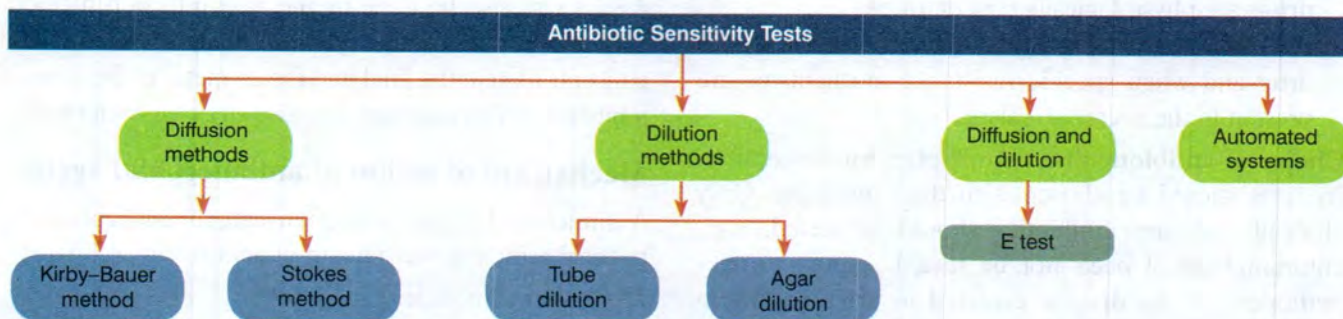 Antibiotic Sensitivity Tests
Diffusion
methods
Dilution
methods
Diffusion and
dilution
Automated
systems
Kirby–Bauer
method
Stokes
method
Tube
dilution
Agar
dilution
E test